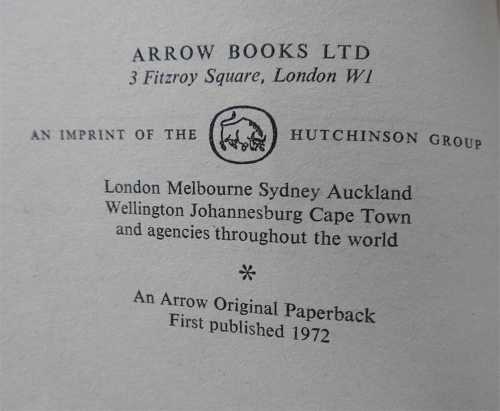 ARROW BOOKS LTD
3 Fitzroy Square, London W1
AN IMPRINT OF THE HUTCHINSON GROUP
London Melbourne Sydney Auckland
Wellington Johannesburg Cape Town
and agencies throughout the world
*
An Arrow Original Paperback
First published 1972